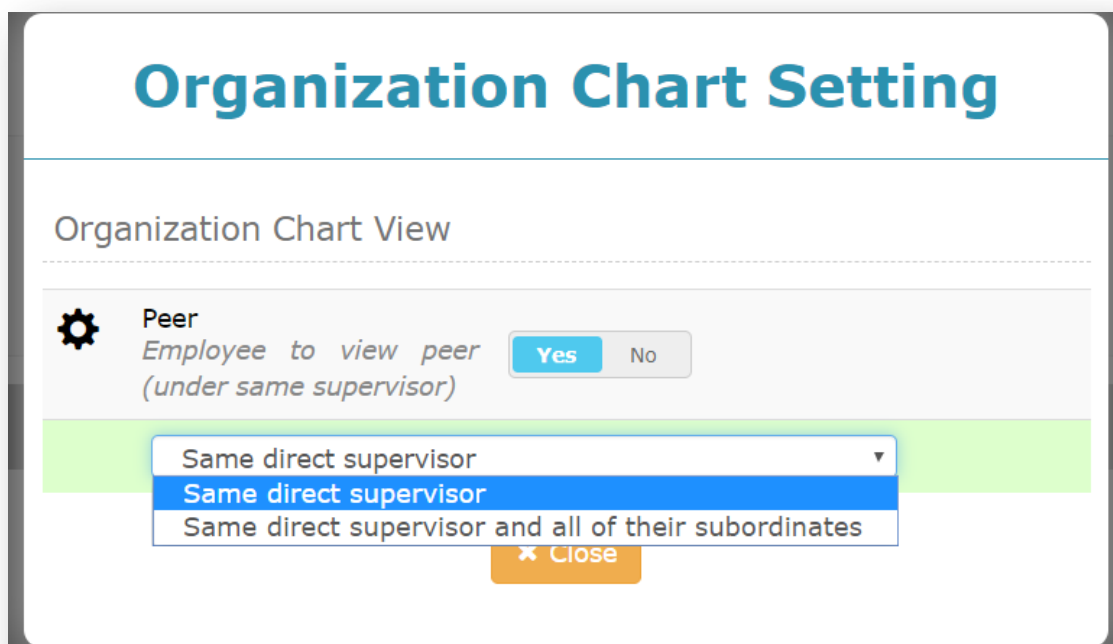 Organization Chart Setting
Organization Chart View
Peer
Employee to view peer
(under same supervisor)
Yes No
Same direct supervisor
Same direct supervisor
Same direct supervisor and all of their subordinates
Close